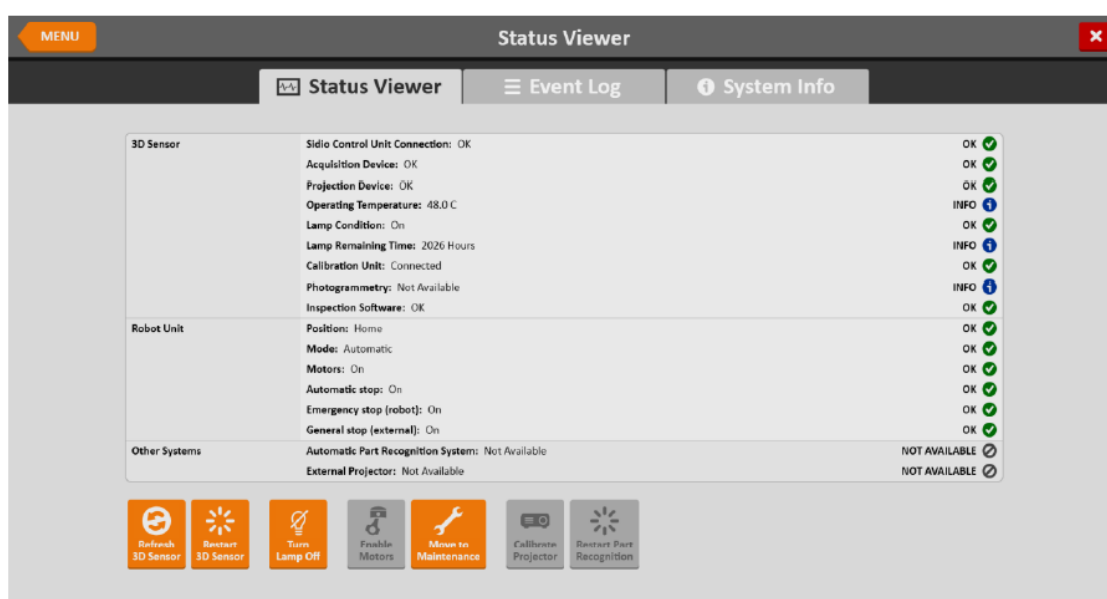 MENU
Status Viewer
Status Viewer
Event Log
System Info
3D Sensor
Sidio Control Unit Connection: OK
OK
Acquisition Device: OK
OK
Projection Device: OK
OK
Operating Temperature: 48.0 C
INFO
Lamp Condition: On
OK
Lamp Remaining Time: 2026 Hours
INFO
Calibration Unit: Connected
OK
Photogrammetry: Not Available
INFO
Inspection Software: OK
OK
Robot Unit
Position: Home
OK
Mode: Automatic
OK
Motors: On
OK
Automatic stop: On
OK
Emergency stop (robot): On
OK
General stop (external): On
OK
Other Systems
Automatic Part Recognition System: Not Available
NOT AVAILABLE
External Projector: Not Available
NOT AVAILABLE
Refresh
3D Sensor
Restart
3D Sensor
Turn
Lamp Off
Enable
Motors
Move to
Maintenance
Calibrate
Projector
Restart Part
Recognition